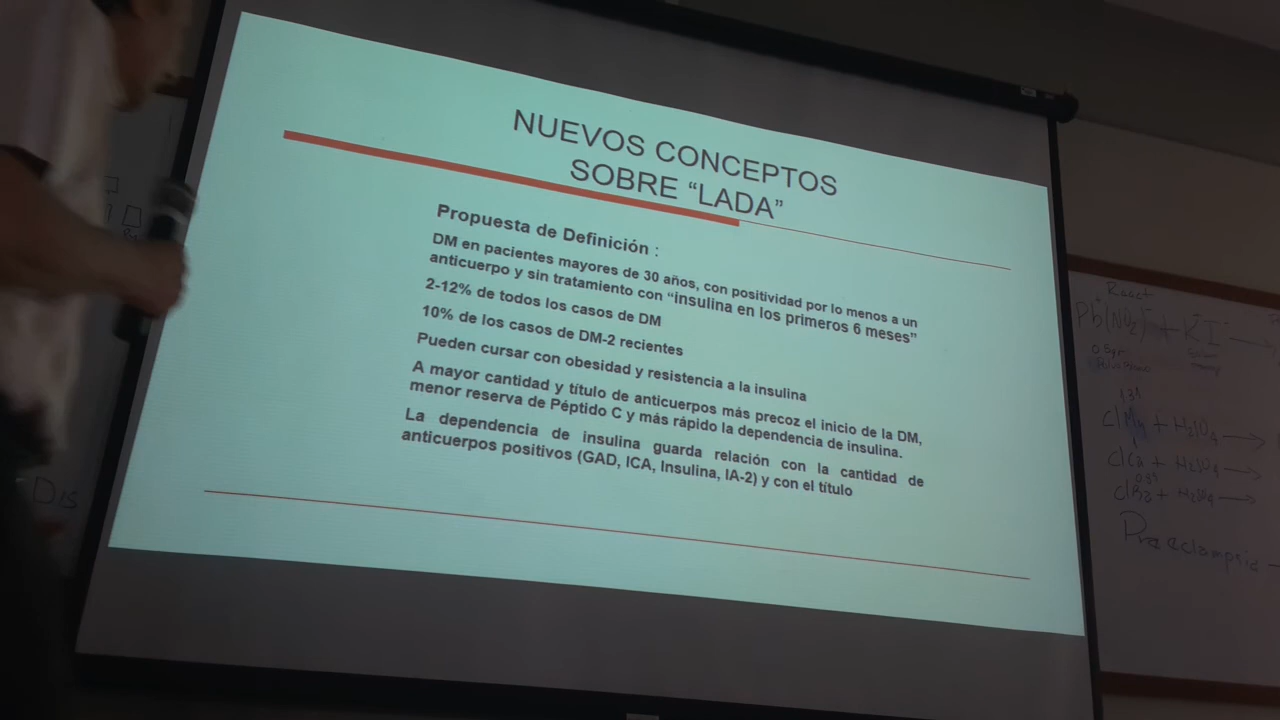 NUEVOS CONCEPTOS
SOBRE “LADA”
Propuesta de Definición :
DM en pacientes mayores de 30 años, con positividad por lo menos a un
anticuerpo y sin tratamiento con “insulina en los primeros 6 meses”
2-12% de todos los casos de DM
10% de los casos de DM-2 recientes
Pueden cursar con obesidad y resistencia a la insulina
A mayor cantidad y título de anticuerpos más precoz el inicio de la DM,
menor reserva de Péptido C y más rápido la dependencia de insulina.
La dependencia de insulina guarda relación con la cantidad de
anticuerpos positivos (GAD, ICA, Insulina, IA-2) y con el título
DIS
React
Preeclampsia